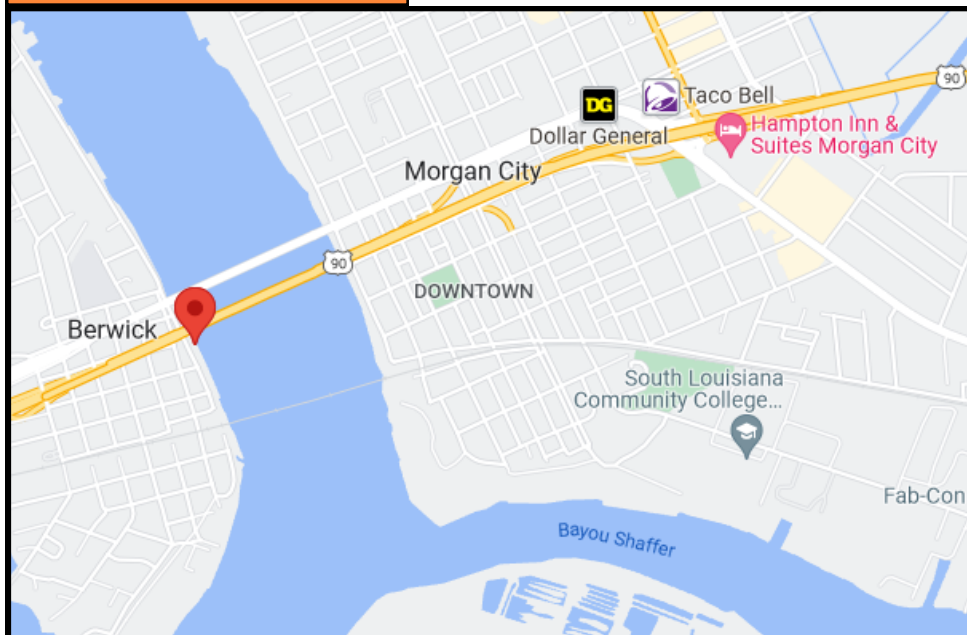 90
DG
Taco Bell
Dollar General
Hampton Inn &
Suites Morgan City
Morgan City
90
DOWNTOWN
Berwick
South Louisiana
Community College...
Fab-Con
Bayou Shaffer